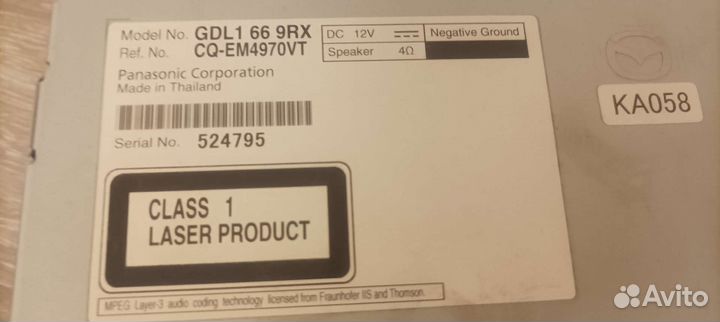 Model No. GDL1 66 9RX
Ref. No. CQ-EM4970VT
DC 12V
Negative Ground
Speaker 4Ω
Panasonic Corporation
Made in Thailand
Serial No. 524795
KA058
CLASS 1
LASER PRODUCT
MPEG Layer-3 audio coding technology licensed from Fraunhofer IIS and Thomson.
Avito